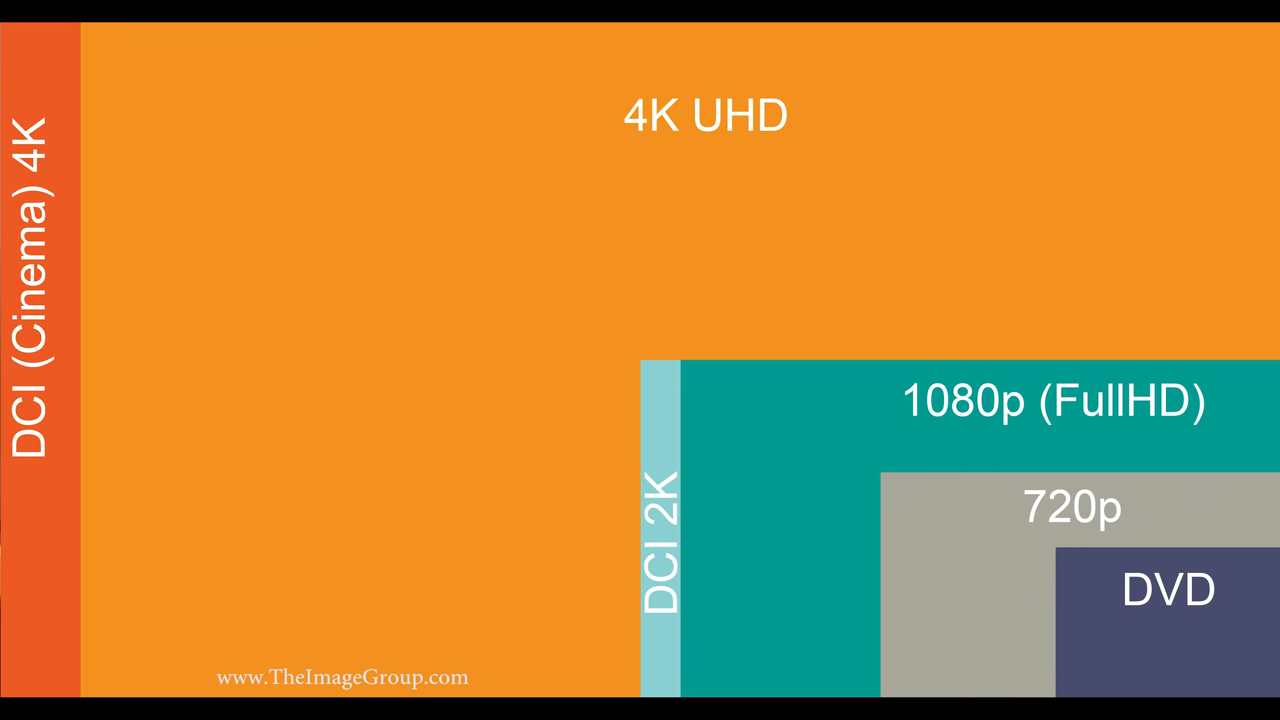 DCI (Cinema) 4K
4K UHD
1080p (FullHD)
DCI 2K
720p
DVD
www.TheImageGroup.com